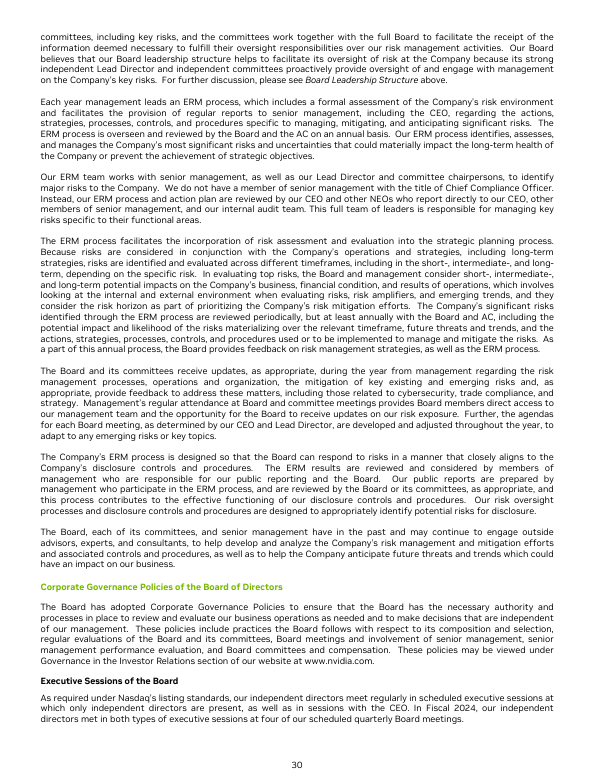 committees, including key risks, and the committees work together with the full Board to facilitate the receipt of the
information deemed necessary to fulfill their oversight responsibilities over our risk management activities. Our Board
believes that our Board leadership structure helps to facilitate its oversight of risk at the Company because its strong
independent Lead Director and independent committees proactively provide oversight of and engage with management
on the Company's key risks. For further discussion, please see Board Leadership Structure above.
Each year management leads an ERM process, which includes a formal assessment of the Company's risk environment
and facilitates the provision of regular reports to senior management, including the CEO, regarding the actions,
strategies, processes, controls, and procedures specific to managing, mitigating, and anticipating significant risks. The
ERM process is overseen and reviewed by the Board and the AC on an annual basis. Our ERM process identifies, assesses,
and manages the Company's most significant risks and uncertainties that could materially impact the long-term health of
the Company or prevent the achievement of strategic objectives.
Our ERM team works with senior management, as well as our Lead Director and committee chairpersons, to identify
major risks to the Company. We do not have a member of senior management with the title of Chief Compliance Officer.
Instead, our ERM process and action plan are reviewed by our CEO and other NEOs who report directly to our CEO, other
members of senior management, and our internal audit team. This full team of leaders is responsible for managing key
risks specific to their functional areas.
The ERM process facilitates the incorporation of risk assessment and evaluation into the strategic planning process.
Because risks are considered in conjunction with the Company's operations and strategies, including long-term
strategies, risks are identified and evaluated across different timeframes, including in the short-, intermediate-, and long-
term, depending on the specific risk. In evaluating top risks, the Board and management consider short-, intermediate-,
and long-term potential impacts on the Company's business, financial condition, and results of operations, which involves
looking at the internal and external environment when evaluating risks, risk amplifiers, and emerging trends, and they
consider the risk horizon as part of prioritizing the Company's risk mitigation efforts. The Company's significant risks
identified through the ERM process are reviewed periodically, but at least annually with the Board and AC, including the
potential impact and likelihood of the risks materializing over the relevant timeframe, future threats and trends, and the
actions, strategies, processes, controls, and procedures used or to be implemented to manage and mitigate the risks. As
a part of this annual process, the Board provides feedback on risk management strategies, as well as the ERM process.
The Board and its committees receive updates, as appropriate, during the year from management regarding the risk
management processes, operations and organization, the mitigation of key existing and emerging risks and, as
appropriate, provide feedback to address these matters, including those related to cybersecurity, trade compliance, and
strategy. Management's regular attendance at Board and committee meetings provides Board members direct access to
our management team and the opportunity for the Board to receive updates on our risk exposure. Further, the agendas
for each Board meeting, as determined by our CEO and Lead Director, are developed and adjusted throughout the year, to
adapt to any emerging risks or key topics.
The Company's ERM process is designed so that the Board can respond to risks in a manner that closely aligns to the
Company's disclosure controls and procedures. The ERM results are reviewed and considered by members of
management who are responsible for our public reporting and the Board. Our public reports are prepared by
management who participate in the ERM process, and are reviewed by the Board or its committees, as appropriate, and
this process contributes to the effective functioning of our disclosure controls and procedures. Our risk oversight
processes and disclosure controls and procedures are designed to appropriately identify potential risks for disclosure.
The Board, each of its committees, and senior management have in the past and may continue to engage outside
advisors, experts, and consultants, to help develop and analyze the Company's risk management and mitigation efforts
and associated controls and procedures, as well as to help the Company anticipate future threats and trends which could
have an impact on our business.
Corporate Governance Policies of the Board of Directors
The Board has adopted Corporate Governance Policies to ensure that the Board has the necessary authority and
processes in place to review and evaluate our business operations as needed and to make decisions that are independent
of our management. These policies include practices the Board follows with respect to its composition and selection,
regular evaluations of the Board and its committees, Board meetings and involvement of senior management, senior
management performance evaluation, and Board committees and compensation. These policies may be viewed under
Governance in the Investor Relations section of our website at www.nvidia.com.
Executive Sessions of the Board
As required under Nasdaq's listing standards, our independent directors meet regularly in scheduled executive sessions at
which only independent directors are present, as well as in sessions with the CEO. In Fiscal 2024, our independent
directors met in both types of executive sessions at four of our scheduled quarterly Board meetings.
30